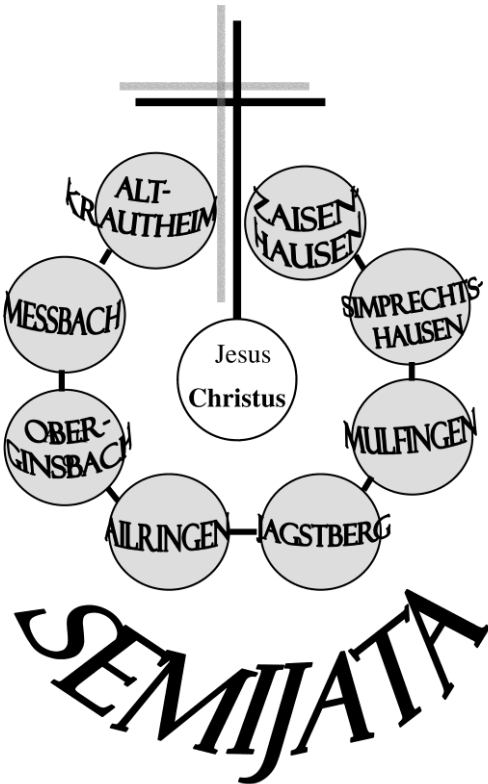 ALT-
KRAUTHEIM
ZAISEN-
HAUSEN
MESSBACH
SIMPRECHTS-
HAUSEN
Jesus
Christus
OBER-
GINSBACH
MULFINGEN
AILRINGEN
JAGSTBERG
SEMIJATA